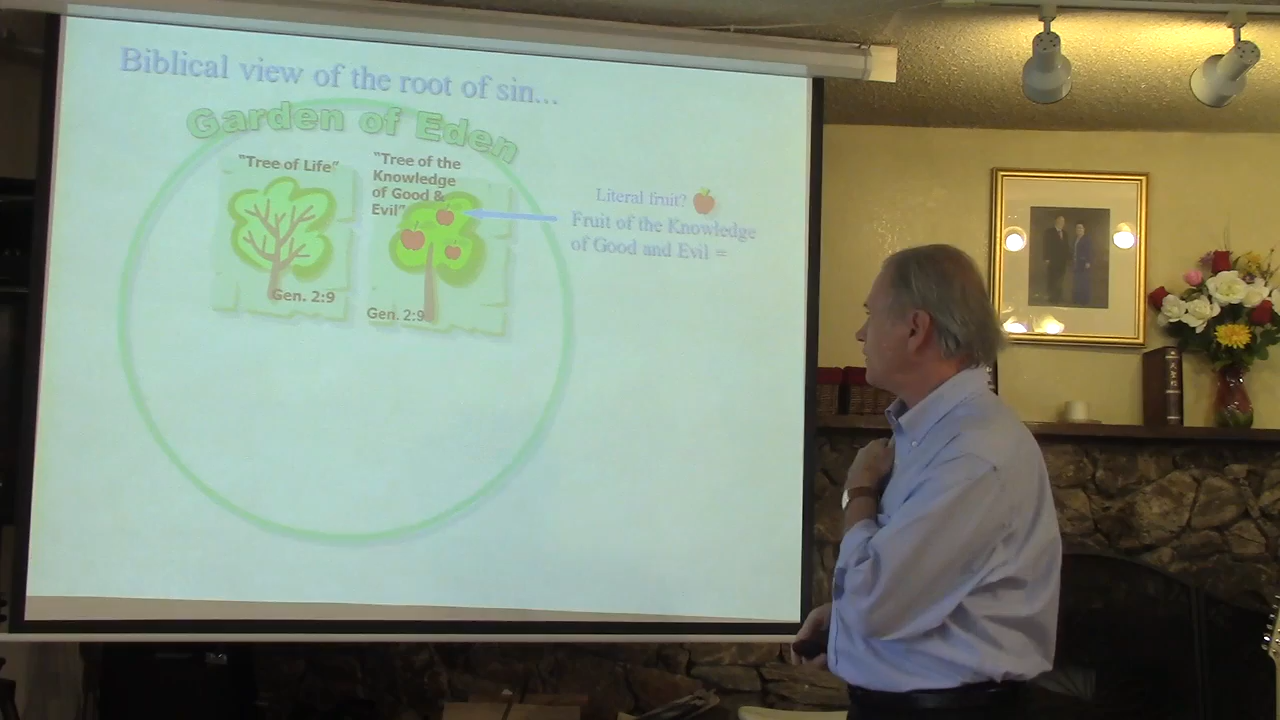 Biblical view of the root of sin...
Garden of Eden
"Tree of Life"
Gen. 2:9
"Tree of the
Knowledge
of Good &
Evil"
Gen. 2:9
Literal fruit?
Fruit of the Knowledge
of Good and Evil =